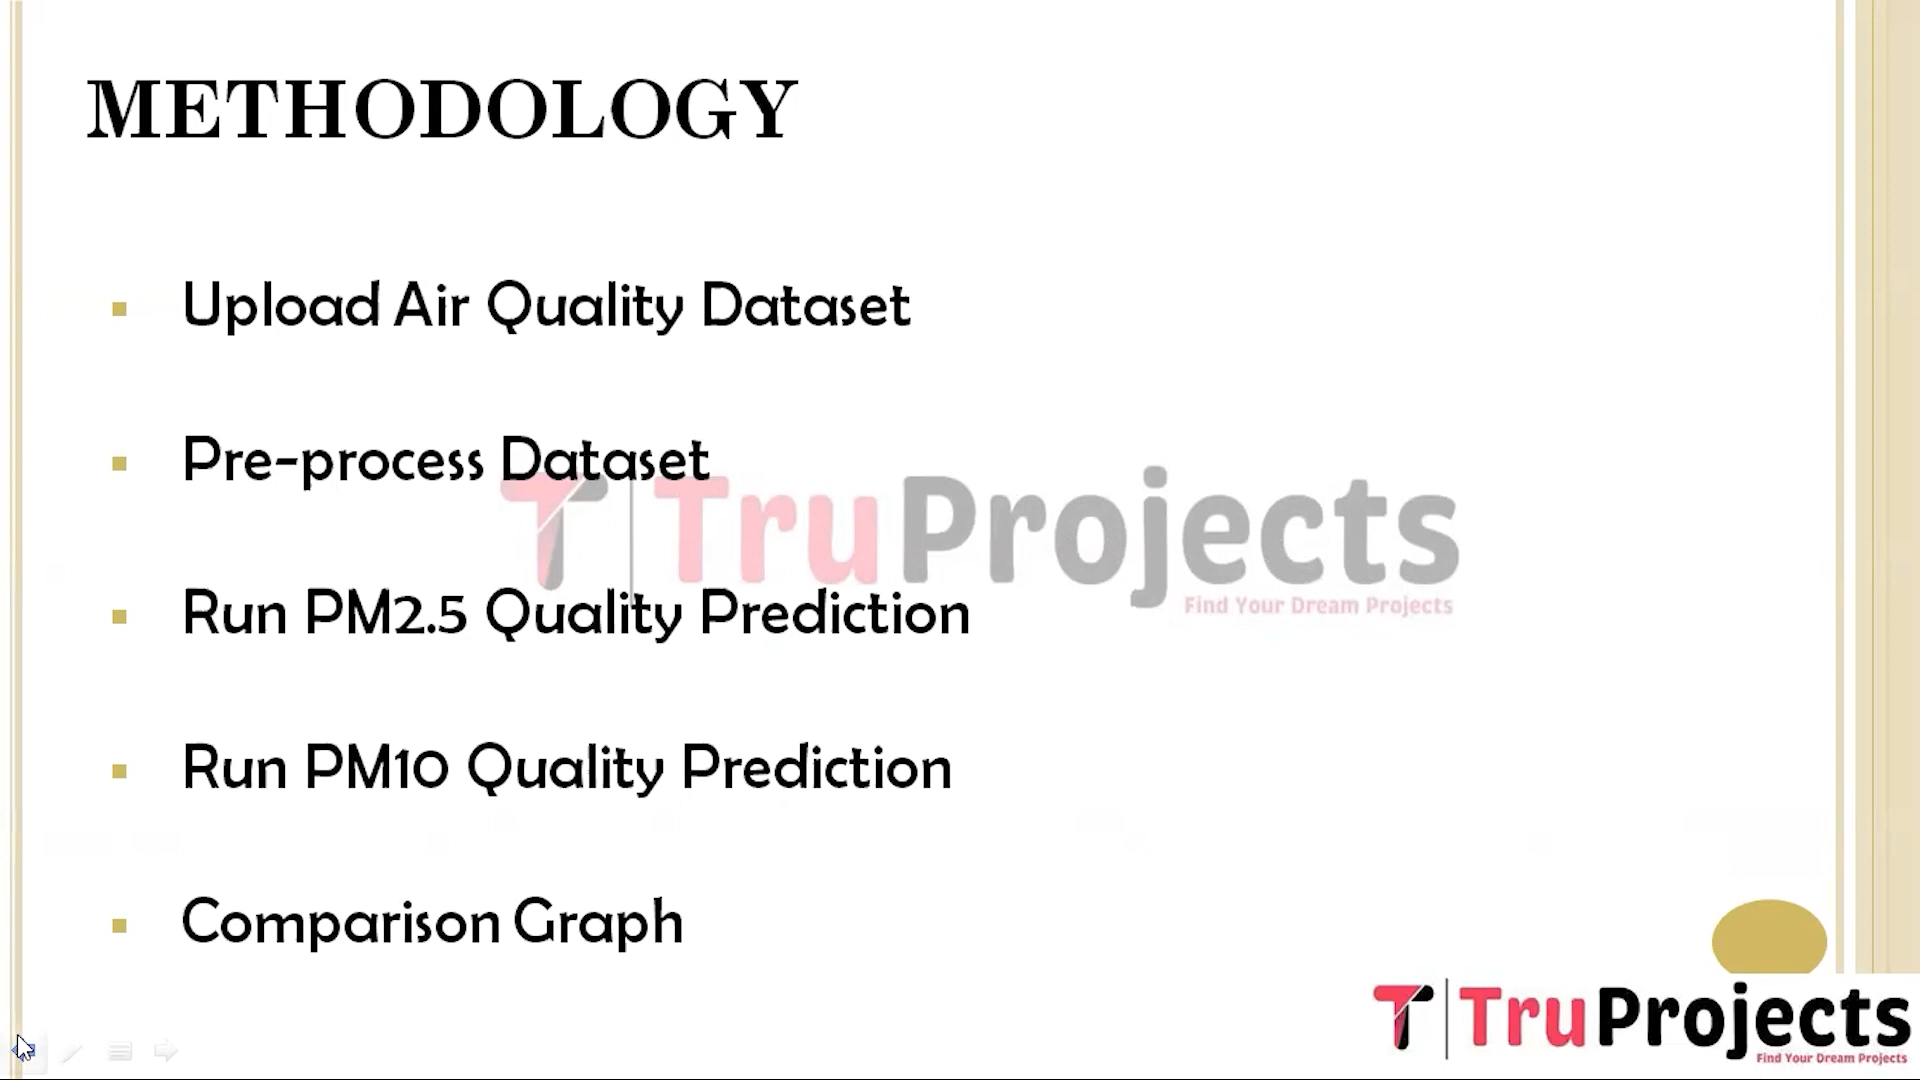 METHODOLOGY
Upload Air Quality Dataset
Pre-process Dataset
TruProjects
Find Your Dream Projects
Run PM2.5 Quality Prediction
Run PM10 Quality Prediction
Comparison Graph
TruProjects
Find Your Dream Projects